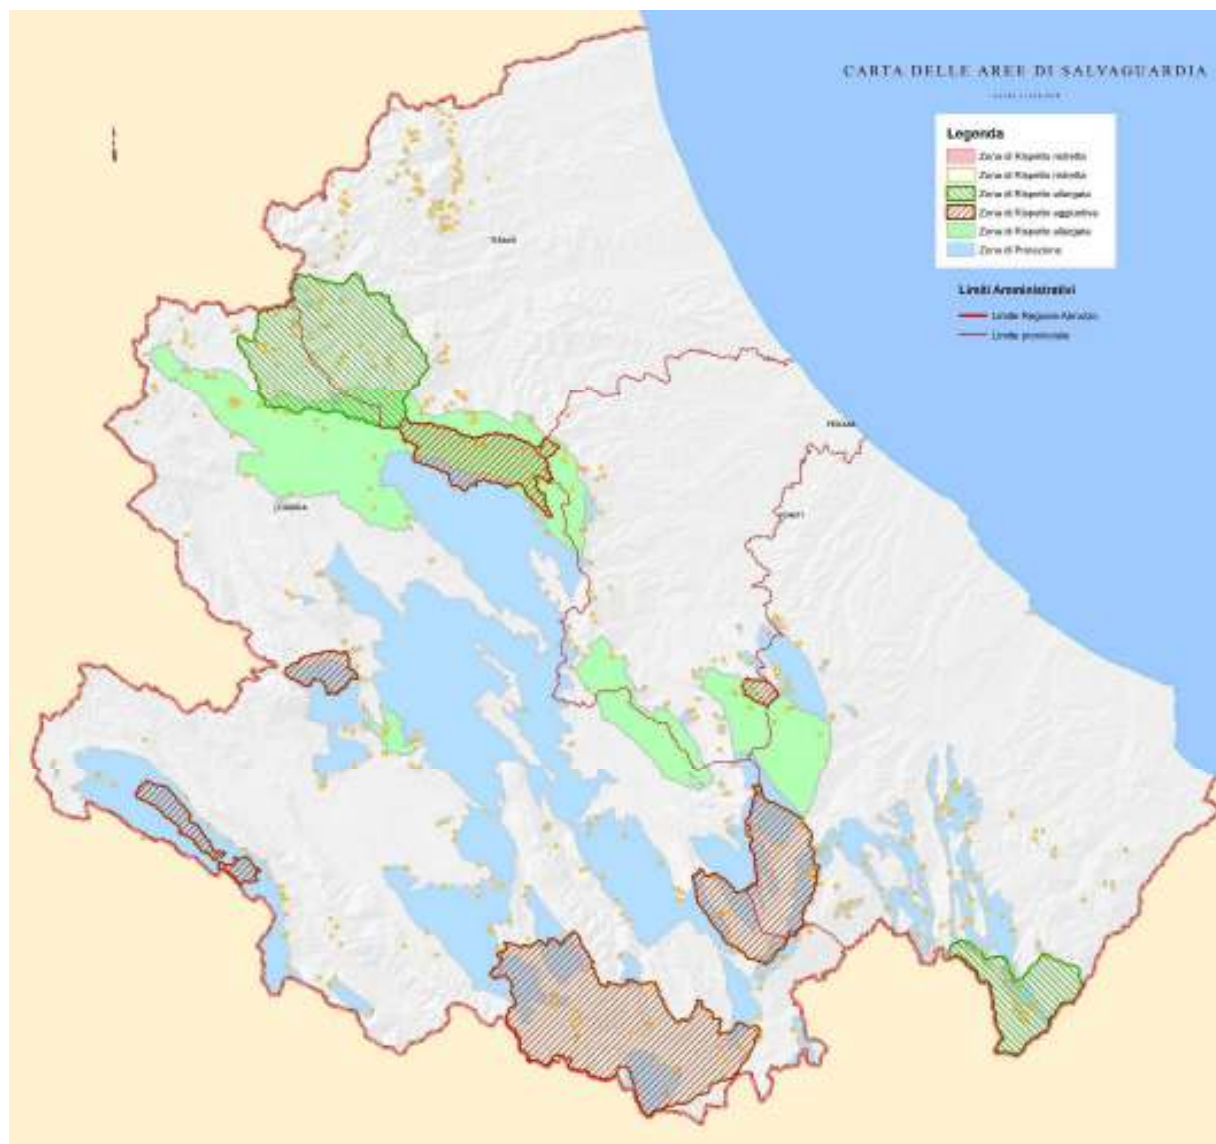 CARTA DELLE AREE DI SALVAGUARDIA
Legenda
Zona di Rispetto ristretta
Zona di Rispetto ristretta
Zona di Rispetto allargata
Zona di Rispetto aggiuntiva
Zona di Rispetto allargata
Zona di Protezione
Limiti Amministrativi
Limite Regione Abruzzo
Limite provinciale
PESCARA
CHIETI